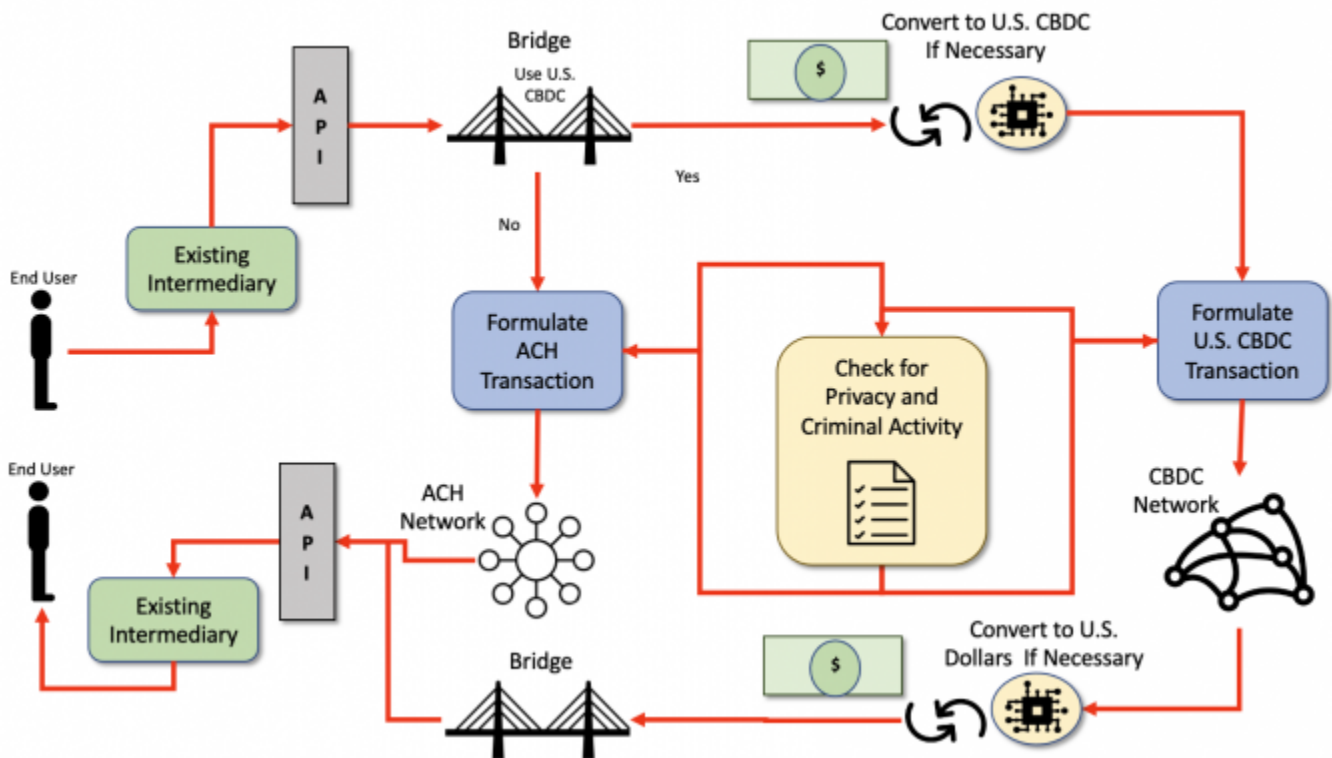 Convert to U.S. CBDC
If Necessary
Bridge
Use U.S.
CBDC
$
A
P
I
Yes
No
Existing
Intermediary
End User
Formulate
ACH
Transaction
Check for
Privacy and
Criminal Activity
Formulate
U.S. CBDC
Transaction
End User
A
P
I
ACH
Network
CBDC
Network
Existing
Intermediary
Bridge
$
Convert to U.S.
Dollars If Necessary